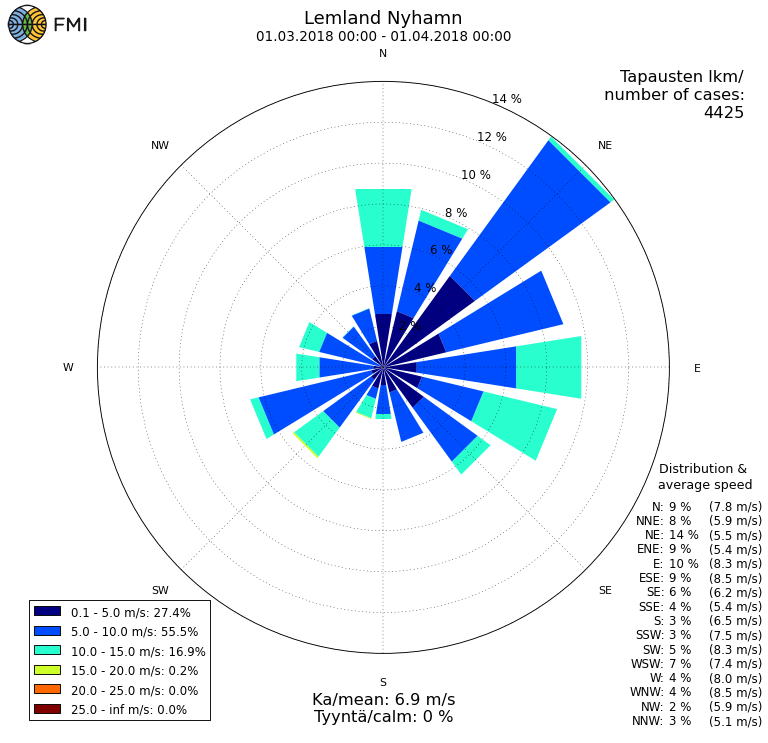 FMI
Lemland Nyhamn
01.03.2018 00:00 - 01.04.2018 00:00
Tapausten lkm/
number of cases:
4425
N
NE
E
SE
S
SW
W
NW
14 %
12 %
10 %
8 %
6 %
4 %
2 %
Distribution &
average speed
N: 9 % (7.8 m/s)
NNE: 8 % (5.9 m/s)
NE: 14 % (5.5 m/s)
ENE: 9 % (5.4 m/s)
E: 10 % (8.3 m/s)
ESE: 9 % (8.5 m/s)
SE: 6 % (6.2 m/s)
SSE: 4 % (5.4 m/s)
S: 3 % (6.5 m/s)
SSW: 3 % (7.5 m/s)
SW: 5 % (8.3 m/s)
WSW: 7 % (7.4 m/s)
W: 4 % (8.0 m/s)
WNW: 4 % (8.5 m/s)
NW: 2 % (5.9 m/s)
NNW: 3 % (5.1 m/s)
0.1 - 5.0 m/s: 27.4%
5.0 - 10.0 m/s: 55.5%
10.0 - 15.0 m/s: 16.9%
15.0 - 20.0 m/s: 0.2%
20.0 - 25.0 m/s: 0.0%
25.0 - inf m/s: 0.0%
Ka/mean: 6.9 m/s
Tyyntä/calm: 0 %